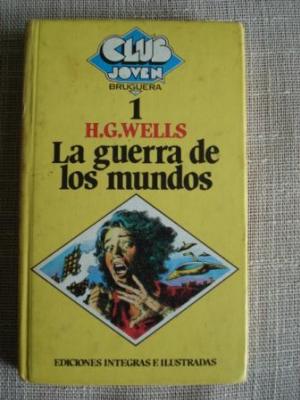 CLUB
JOVEN
BRUGUERA
1
H.G.WELLS
La guerra de
los mundos
EDICIONES INTEGRAS E ILUSTRADAS